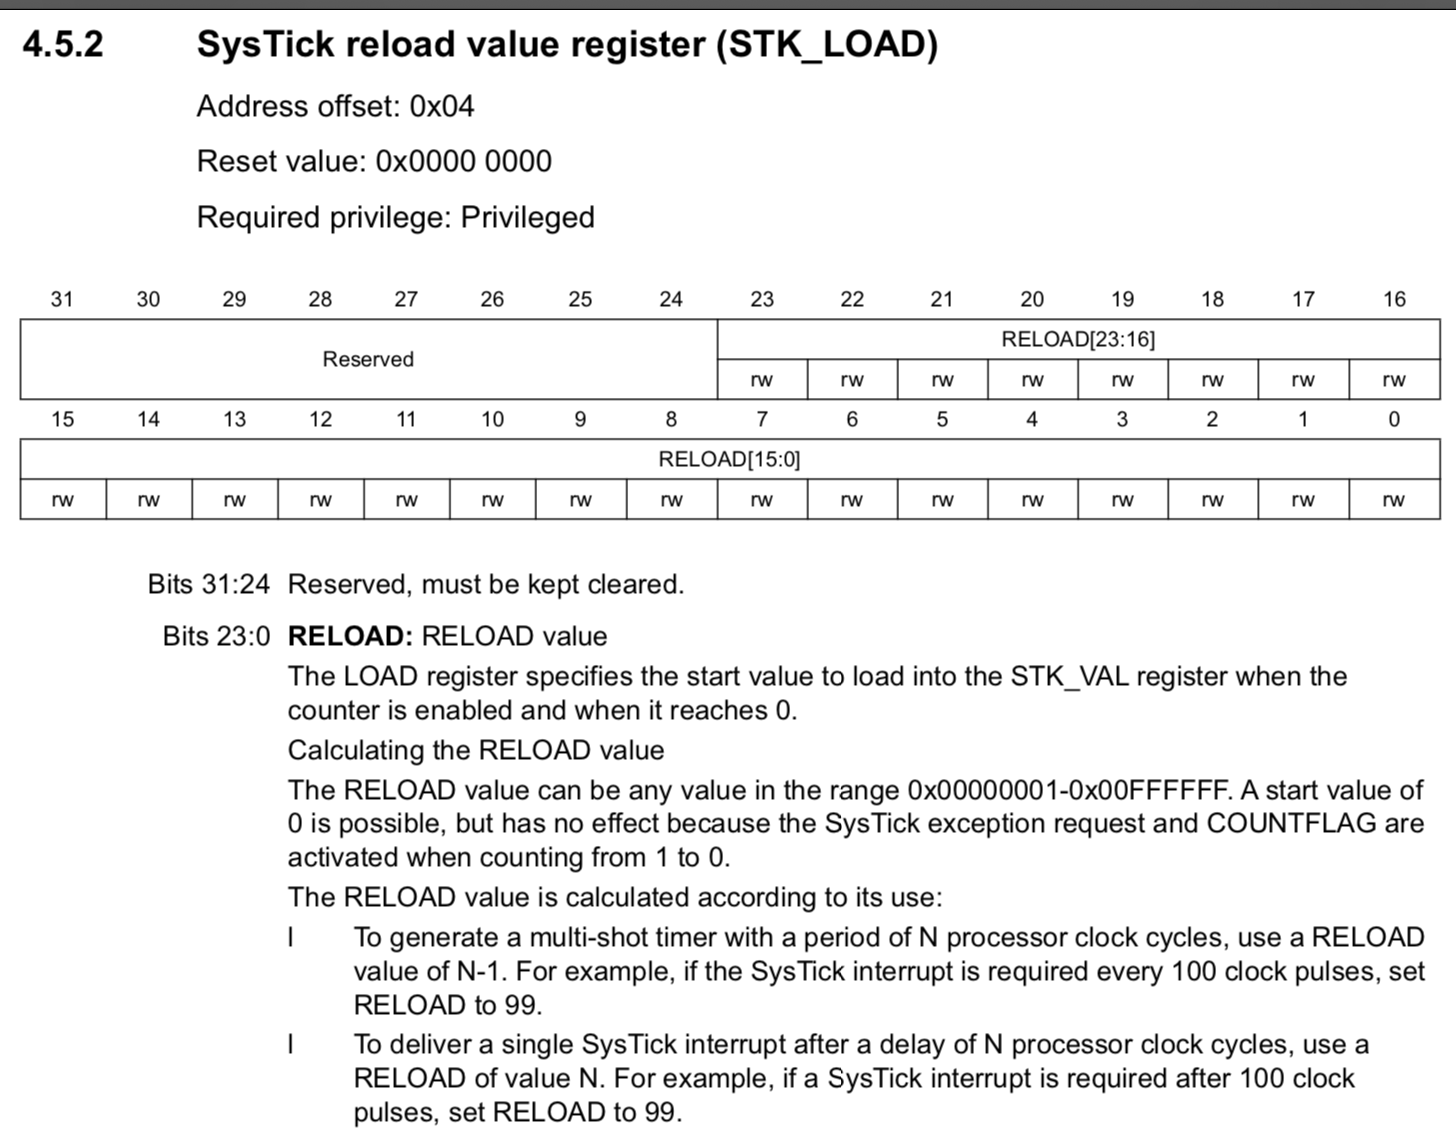 4.5.2 SysTick reload value register (STK_LOAD)
Address offset: 0x04
Reset value: 0x0000 0000
Required privilege: Privileged
31 30 29 28 27 26 25 24 23 22 21 20 19 18 17 16
Reserved RELOAD[23:16]
rw rw rw rw rw rw rw rw
15 14 13 12 11 10 9 8 7 6 5 4 3 2 1 0
RELOAD[15:0]
rw rw rw rw rw rw rw rw rw rw rw rw rw rw rw rw
Bits 31:24 Reserved, must be kept cleared.
Bits 23:0 RELOAD: RELOAD value
The LOAD register specifies the start value to load into the STK_VAL register when the
counter is enabled and when it reaches 0.
Calculating the RELOAD value
The RELOAD value can be any value in the range 0x00000001-0x00FFFFFF. A start value of
0 is possible, but has no effect because the SysTick exception request and COUNTFLAG are
activated when counting from 1 to 0.
The RELOAD value is calculated according to its use:
l To generate a multi-shot timer with a period of N processor clock cycles, use a RELOAD
value of N-1. For example, if the SysTick interrupt is required every 100 clock pulses, set
RELOAD to 99.
l To deliver a single SysTick interrupt after a delay of N processor clock cycles, use a
RELOAD of value N. For example, if a SysTick interrupt is required after 100 clock
pulses, set RELOAD to 99.